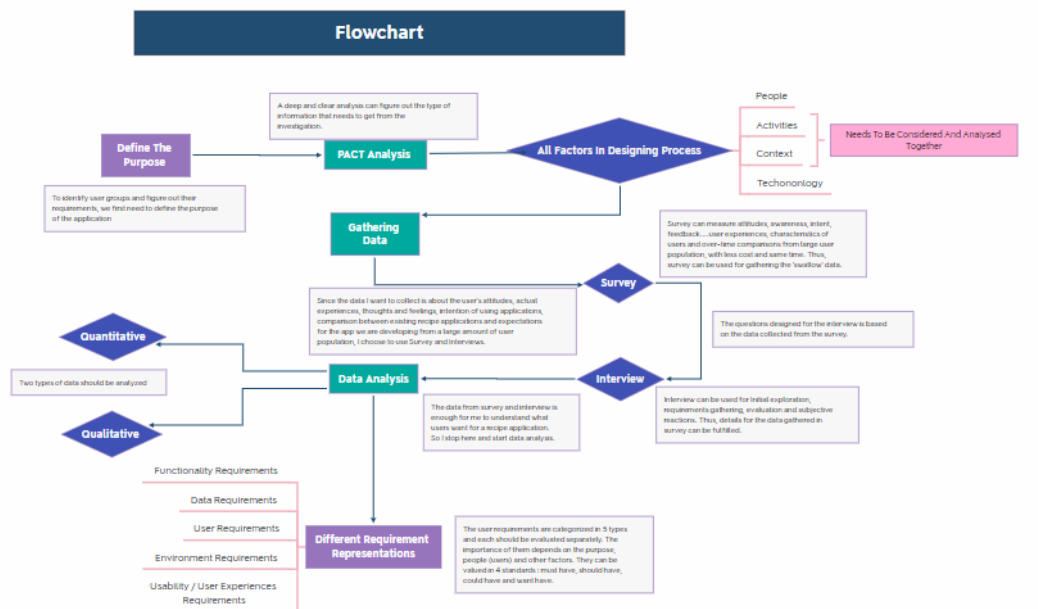 Flowchart
A deep and clear analysis can figure out the type of
information that needs to get from the
investigation.
Define The
Purpose
PACT Analysis
All Factors In Designing Process
People
Activities
Context
Techononlogy
Needs To Be Considered And Analysed
Together
To identify user groups and figure out their
requirements, we first need to define the purpose
of the application
Gathering
Data
Survey can measure attitudes, awareness, intent,
feedback.....user experiences, characteristics of
users and over-time comparisons from large user
population, with less cost and same time. Thus,
survey can be used for gathering the 'swallow' data.
Survey
Since the data I want to collect is about the user's attitudes, actual
experiences, thoughts and feelings, intention of using applications,
comparison between existing recipe applications and expectations
for the app we are developing from a large amount of user
population, I choose to use Survey and Interviews.
The questions designed for the interview is based
on the data collected from the survey.
Quantitative
Two types of data should be analyzed
Qualitative
Data Analysis
Interview
The data from survey and interview is
enough for me to understand what
users want for a recipe application.
So I stop here and start data analysis.
Interview can be used for initial exploration,
requirements gathering, evaluation and subjective
reactions. Thus, details for the data gathered in
survey can be fulfilled.
Functionality Requirements
Data Requirements
User Requirements
Environment Requirements
Usability / User Experiences
Requirements
Different Requirement
Representations
The user requirements are categorized in 5 types
and each should be evaluated separately. The
importance of them depends on the purpose,
people (users) and other factors. They can be
valued in 4 standards : must have, should have,
could have and want have.